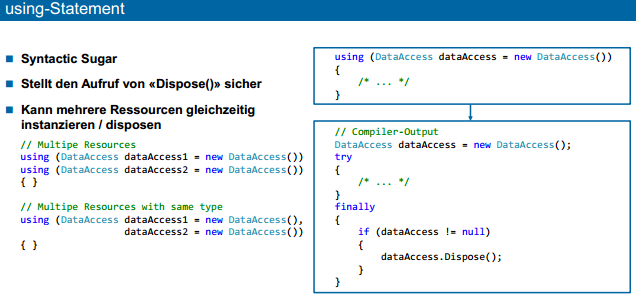 using-Statement
Syntactic Sugar
Stellt den Aufruf von «Dispose()» sicher
Kann mehrere Ressourcen gleichzeitig
instanzieren / disposen
// Multipe Resources
using (DataAccess dataAccess1 = new DataAccess())
using (DataAccess dataAccess2 = new DataAccess())
{ }
// Multipe Resources with same type
using (DataAccess dataAccess1 = new DataAccess(),
dataAccess2 = new DataAccess())
{ }
using (DataAccess dataAccess = new DataAccess())
{
/* ... */
}
// Compiler-Output
DataAccess dataAccess = new DataAccess();
try
{
/* ... */
}
finally
{
if (dataAccess != null)
{
dataAccess.Dispose();
}
}